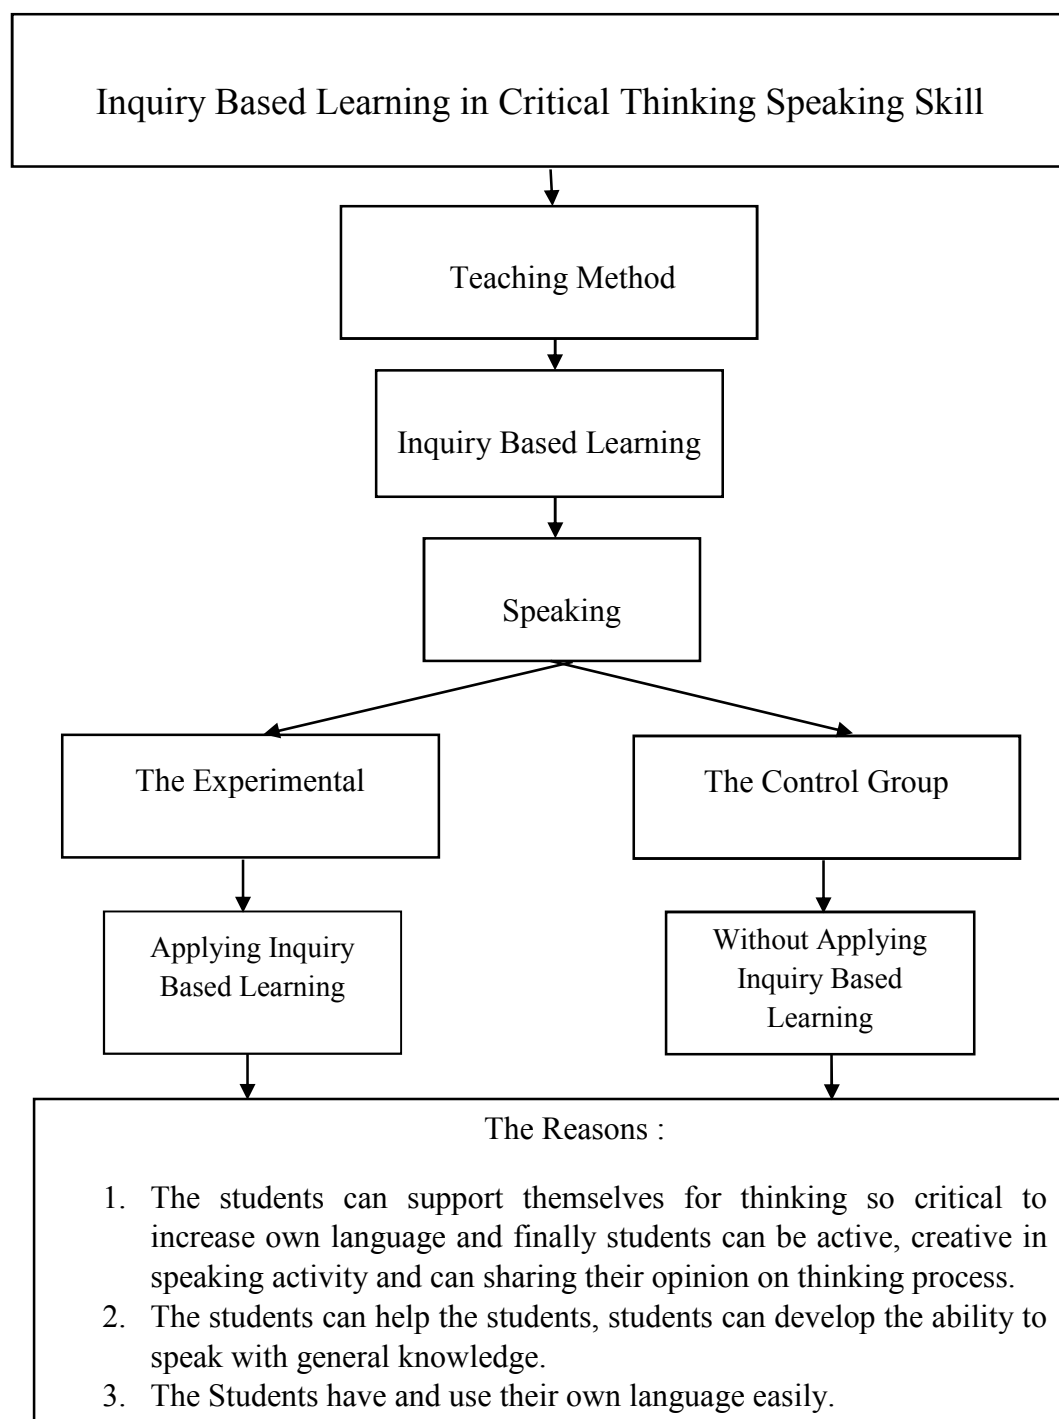 Inquiry Based Learning in Critical Thinking Speaking Skill
Teaching Method
Inquiry Based Learning
Speaking
The Experimental
The Control Group
Applying Inquiry
Based Learning
Without Applying
Inquiry Based
Learning
The Reasons :
1. The students can support themselves for thinking so critical to
increase own language and finally students can be active, creative in
speaking activity and can sharing their opinion on thinking process.
2. The students can help the students, students can develop the ability to
speak with general knowledge.
3. The Students have and use their own language easily.